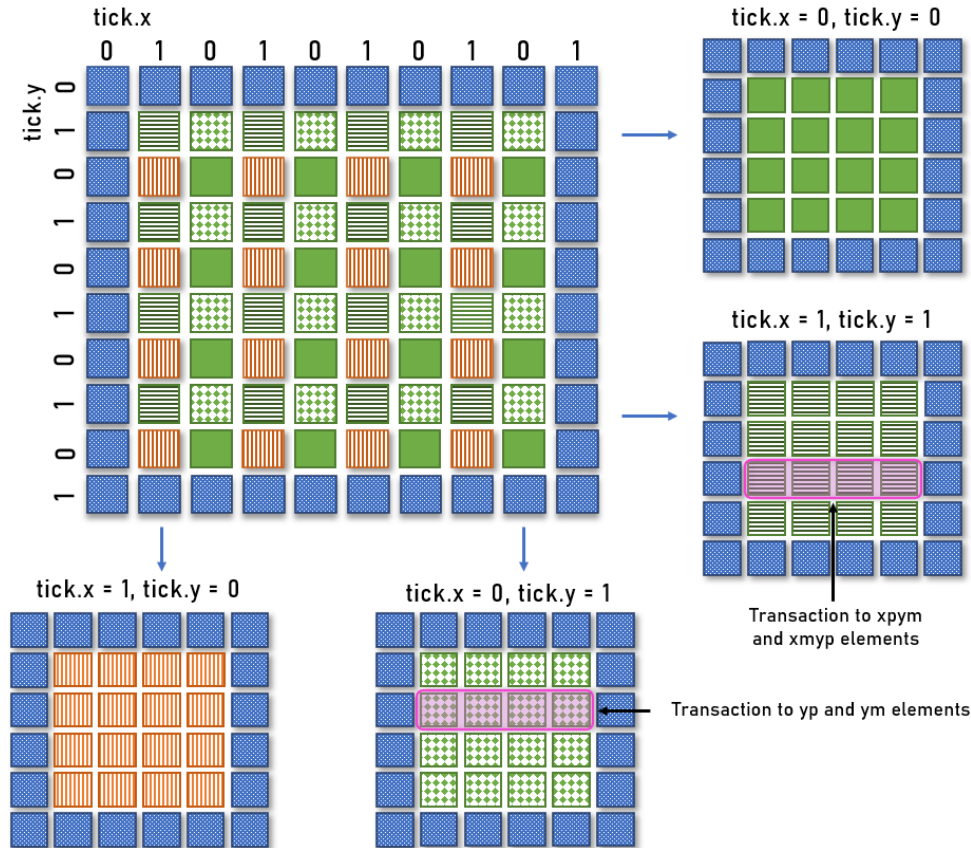 tick.x
0 1 0 1 0 1 0 1 0 1
tick.y
0
1
0
1
0
1
0
1
0
1
tick.x = 0, tick.y = 0
tick.x = 1, tick.y = 1
Transaction to xpym
and xmyp elements
tick.x = 1, tick.y = 0
tick.x = 0, tick.y = 1
Transaction to yp and ym elements